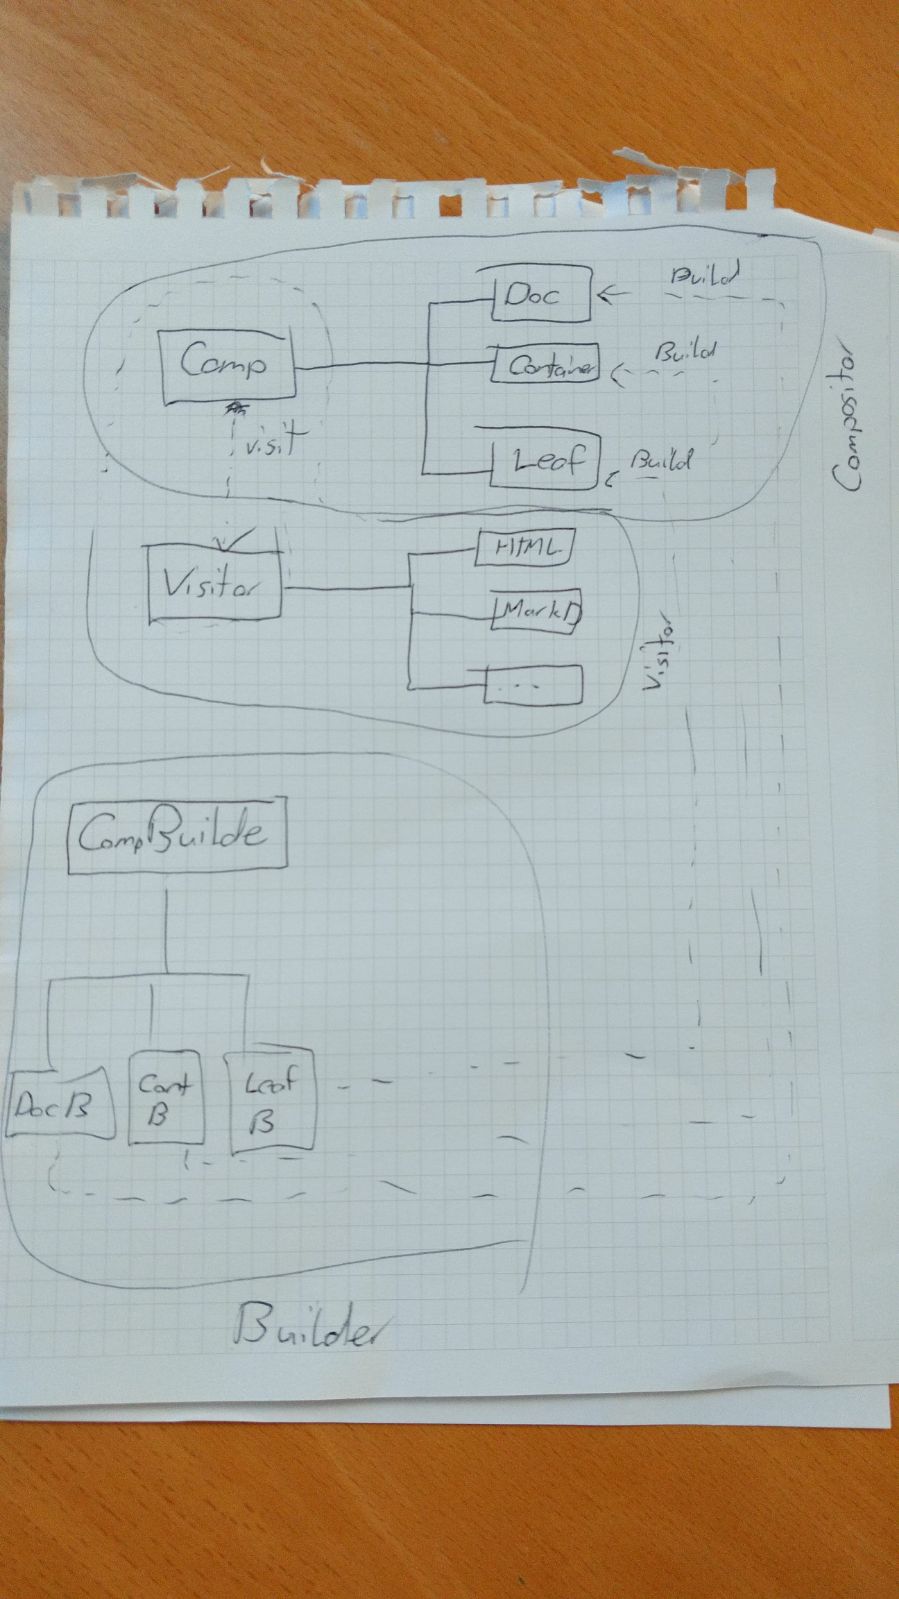 Doc
Build
Comp
Container
Build
visit
Leaf
Build
Compositor
Visitor
HTML
MarkD
...
Visitor
CompBuilde
DocB
Cont
B
Leaf
B
Builder